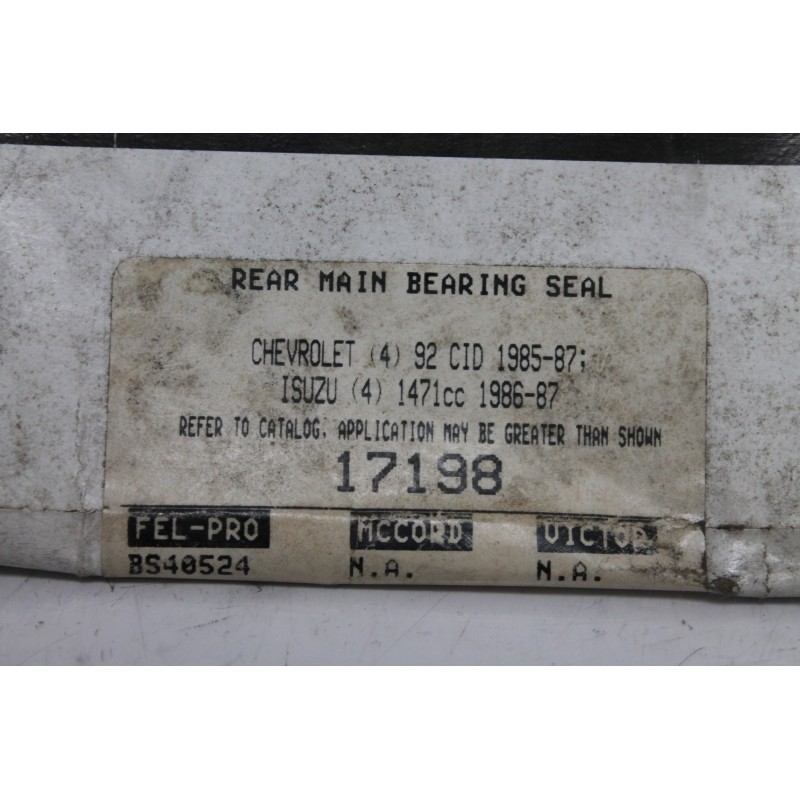 REAR MAIN BEARING SEAL
CHEVROLET (4) 92 CID 1985-87;
ISUZU (4) 1471cc 1986-87
REFER TO CATALOG. APPLICATION MAY BE GREATER THAN SHOWN
17198
FEL-PRO MCCORD VICTOR
BS40524 N.A. N.A.